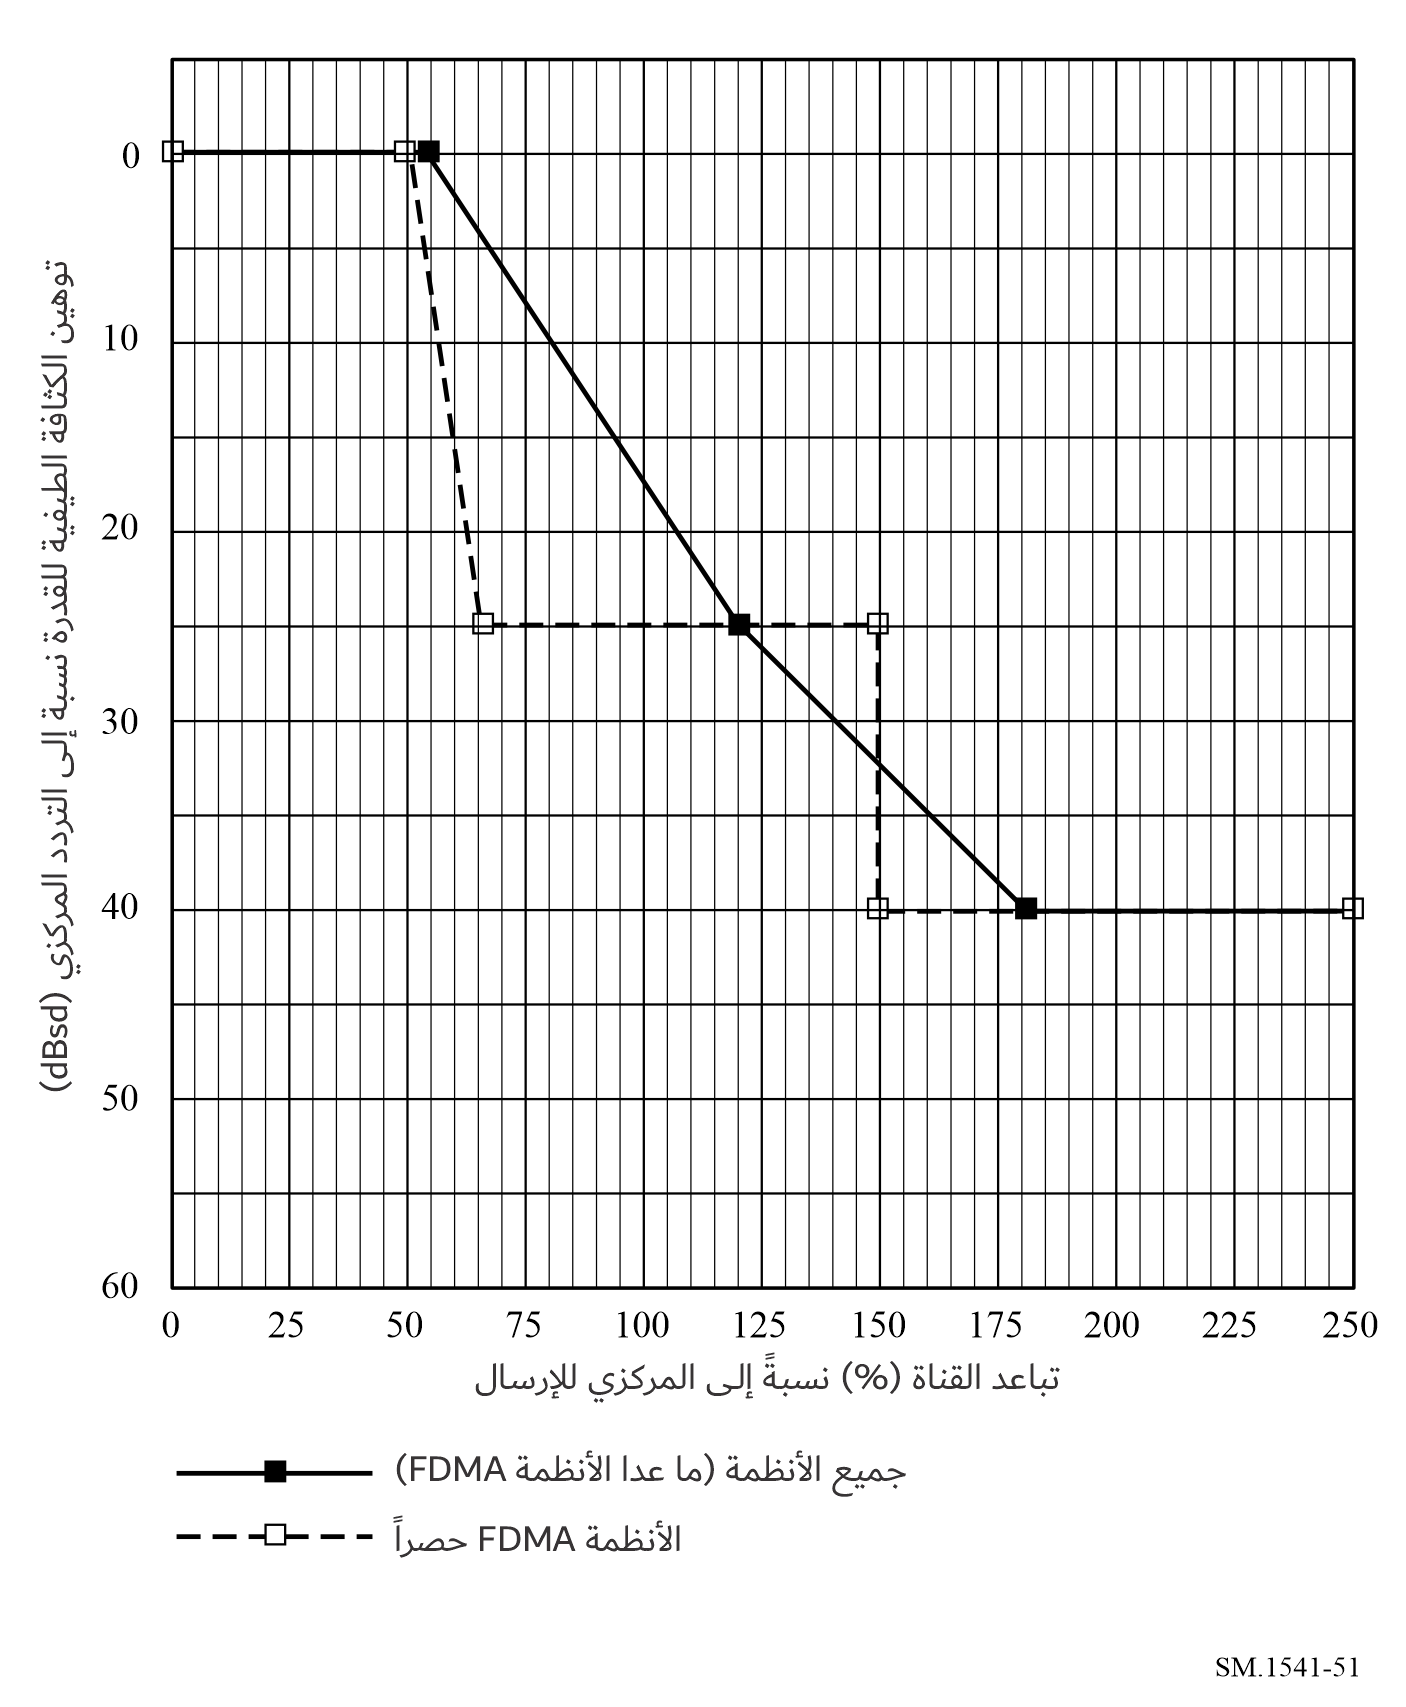 توهين الكثافة الطيفية للقدرة نسبة إلى التردد المركزي (dBsd)
0
10
20
30
40
50
60
0 25 50 75 100 125 150 175 200 225 250
تباعد القناة (%) نسبةً إلى المركزي للإرسال
جميع الأنظمة (ما عدا الأنظمة FDMA)
الأنظمة FDMA حصراً
SM.1541-51